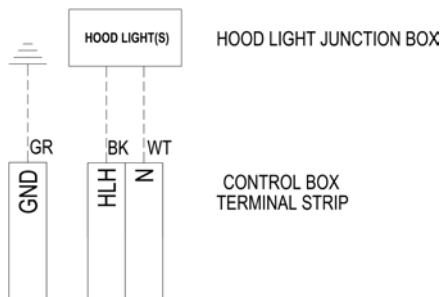 HOOD LIGHT(S)
HOOD LIGHT JUNCTION BOX
GR
BK
WT
GND
HLH
N
CONTROL BOX
TERMINAL STRIP